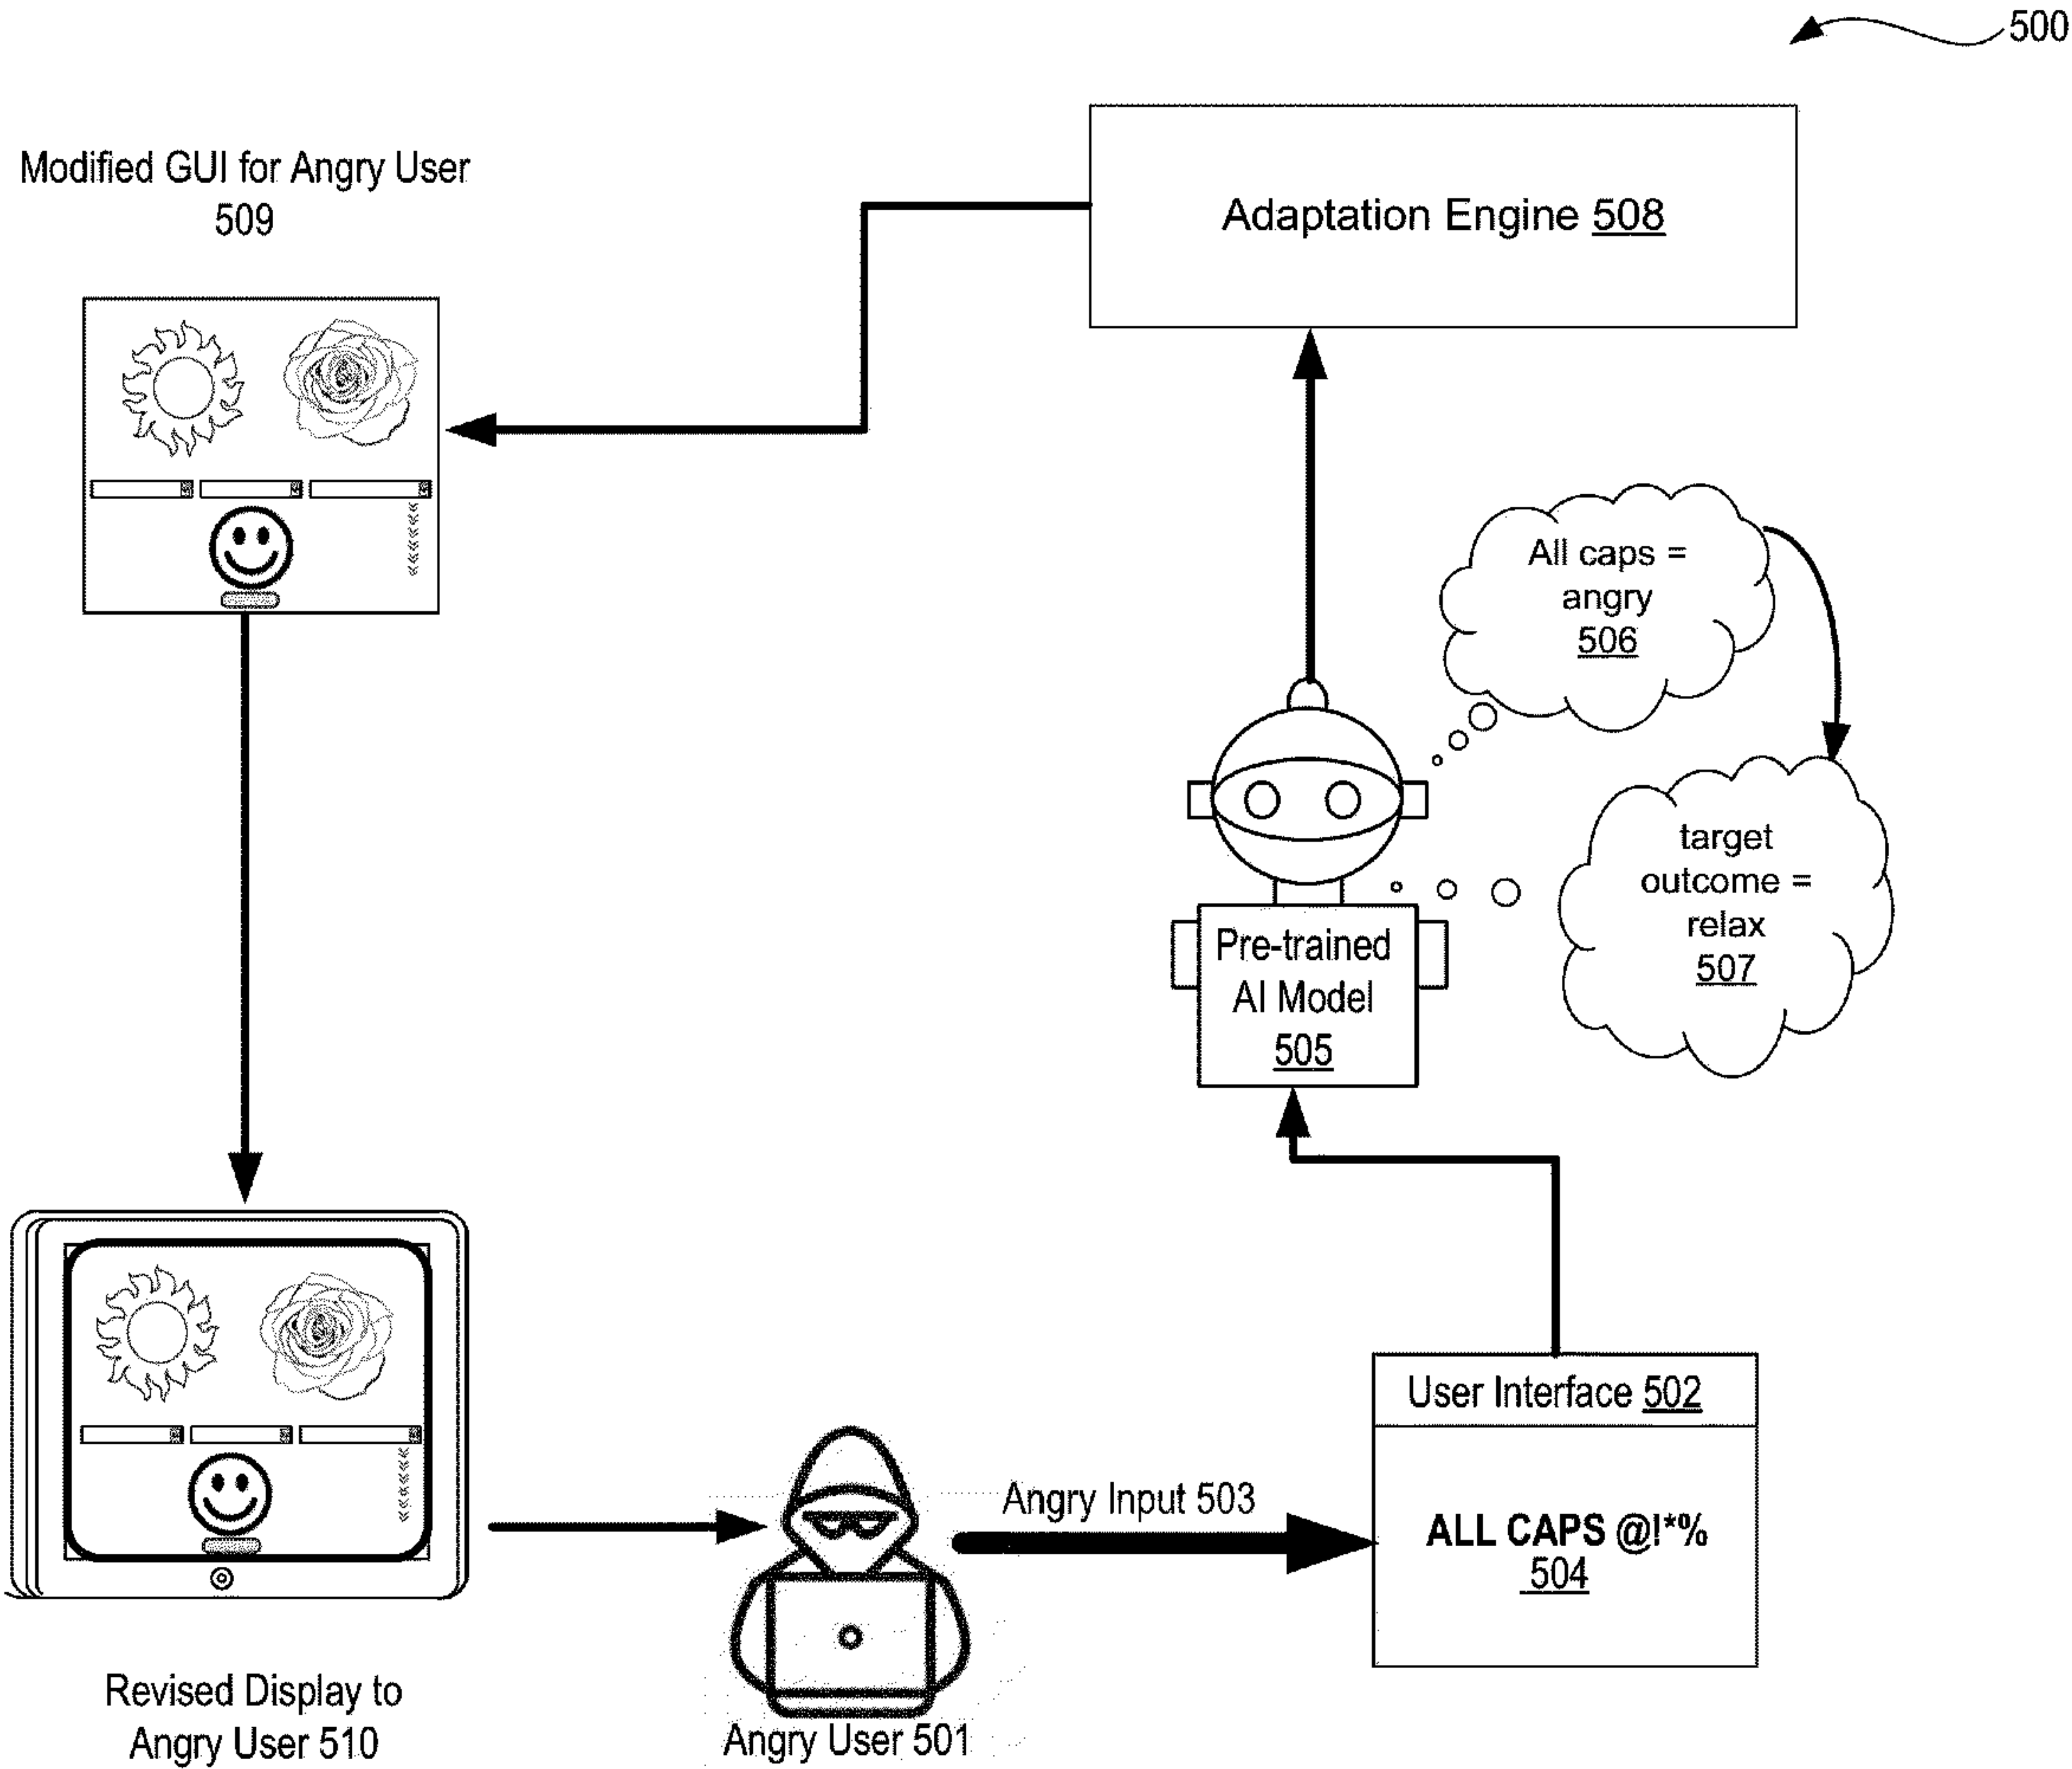 500
Modified GUI for Angry User
509
Adaptation Engine 508
All caps =
angry
506
target
outcome =
relax
507
Pre-trained
AI Model
505
User Interface 502
ALL CAPS @!*%
504
Angry Input 503
Angry User 501
Revised Display to
Angry User 510